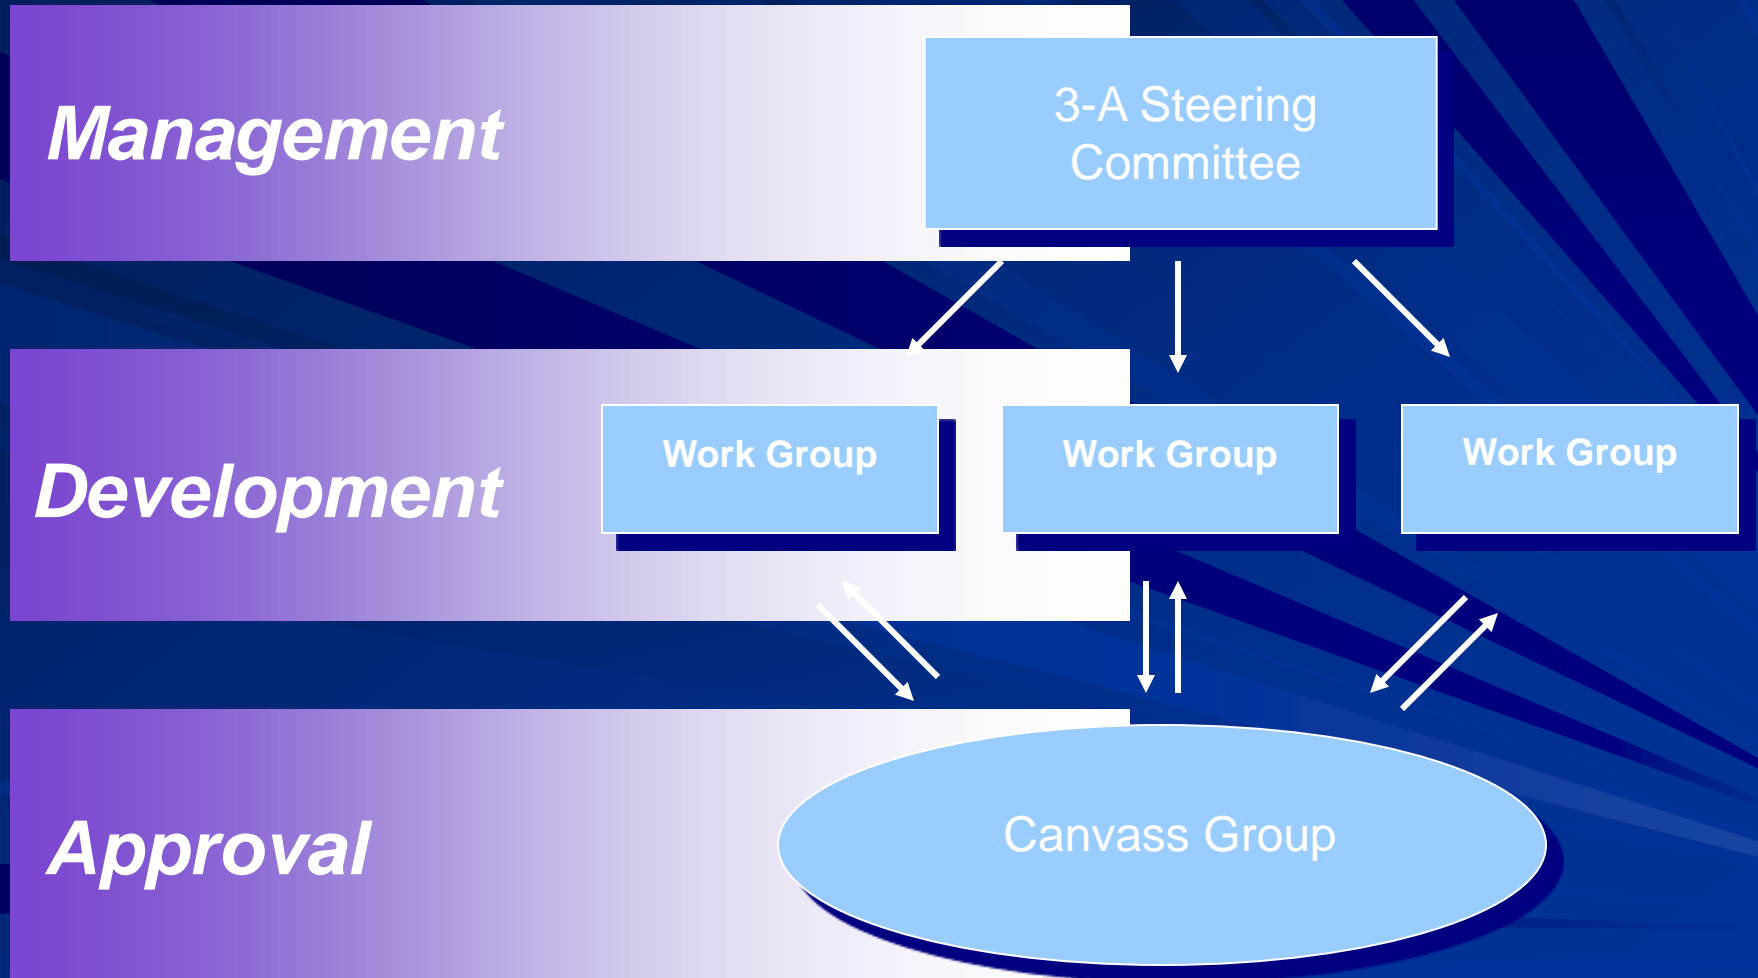 Management
3-A Steering
Committee
Development
Work Group
Work Group
Work Group
Approval
Canvass Group